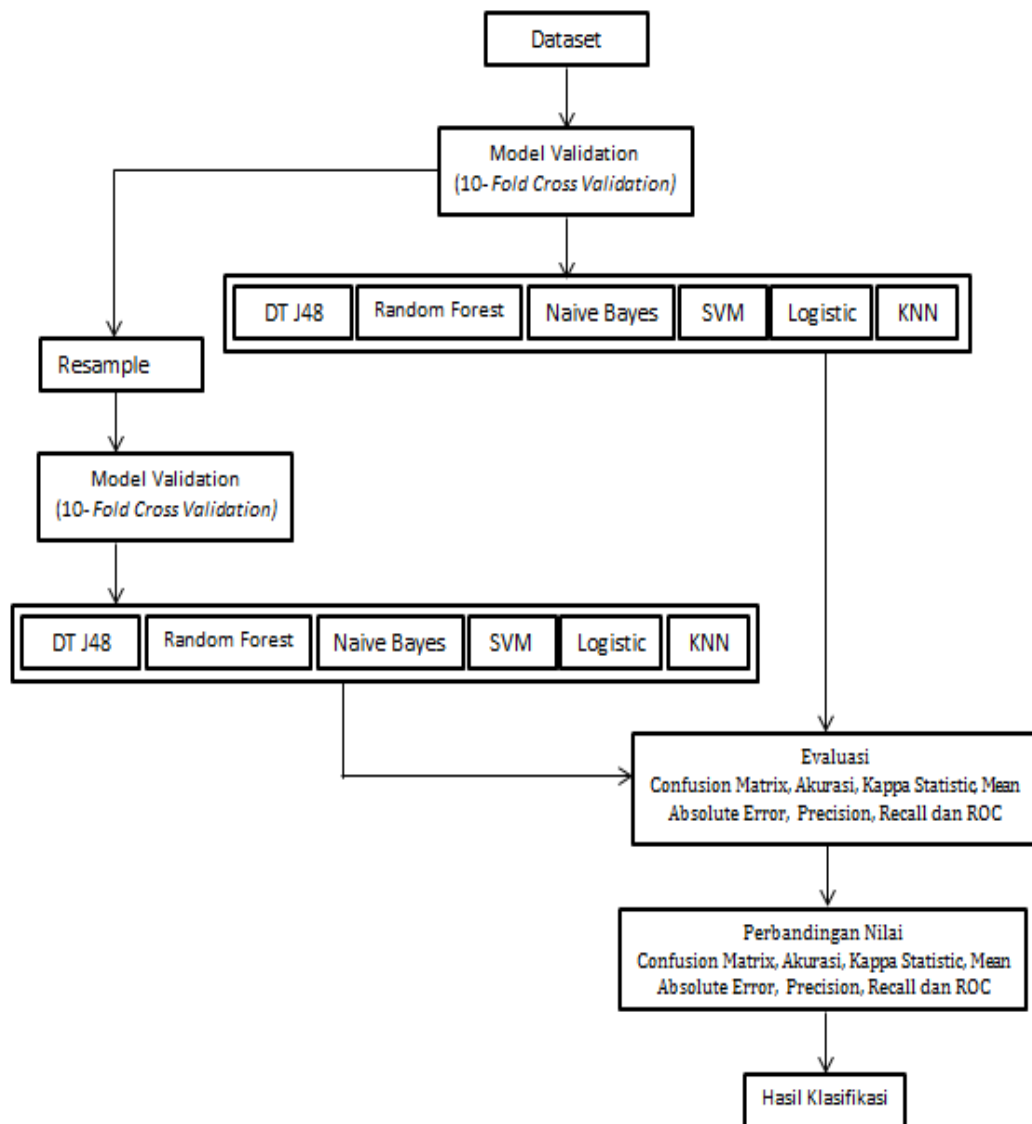 Dataset
Model Validation
(10- Fold Cross Validation)
DT J48 Random Forest Naive Bayes SVM Logistic KNN
Resample
Model Validation
(10- Fold Cross Validation)
DT J48 Random Forest Naive Bayes SVM Logistic KNN
Evaluasi
Confusion Matrix, Akurasi, Kappa Statistic, Mean
Absolute Error, Precision, Recall dan ROC
Perbandingan Nilai
Confusion Matrix, Akurasi, Kappa Statistic, Mean
Absolute Error, Precision, Recall dan ROC
Hasil Klasifikasi